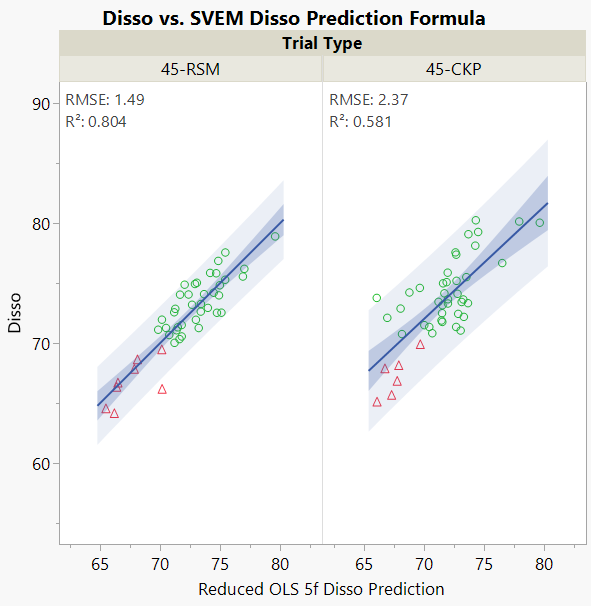 Disso vs. SVEM Disso Prediction Formula
Trial Type
45-RSM 45-CKP
RMSE: 1.49 RMSE: 2.37
R²: 0.804 R²: 0.581
90
80
70
60
Disso
65 70 75 80 65 70 75 80
Reduced OLS 5f Disso Prediction